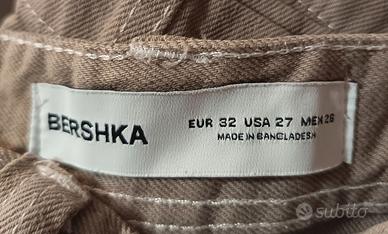 BERSHKA
EUR 32 USA 27 MEX 26
MADE IN BANGLADESH
subito